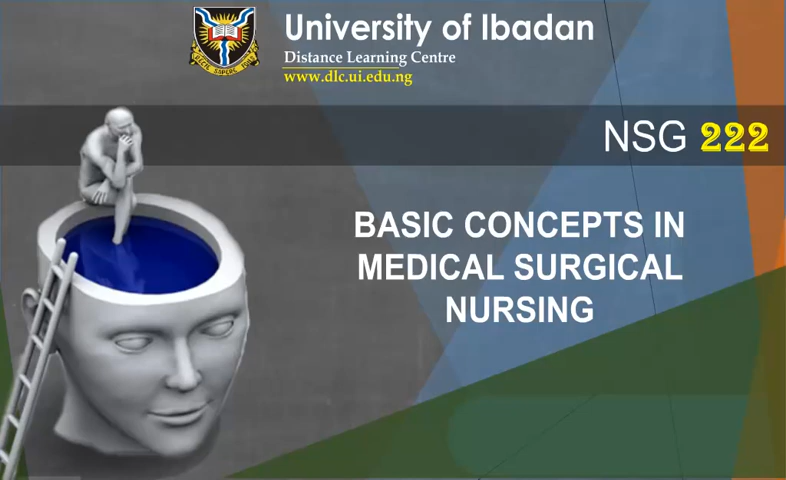 University of Ibadan
Distance Learning Centre
www.dlc.ui.edu.ng
NSG 222
BASIC CONCEPTS IN
MEDICAL SURGICAL
NURSING